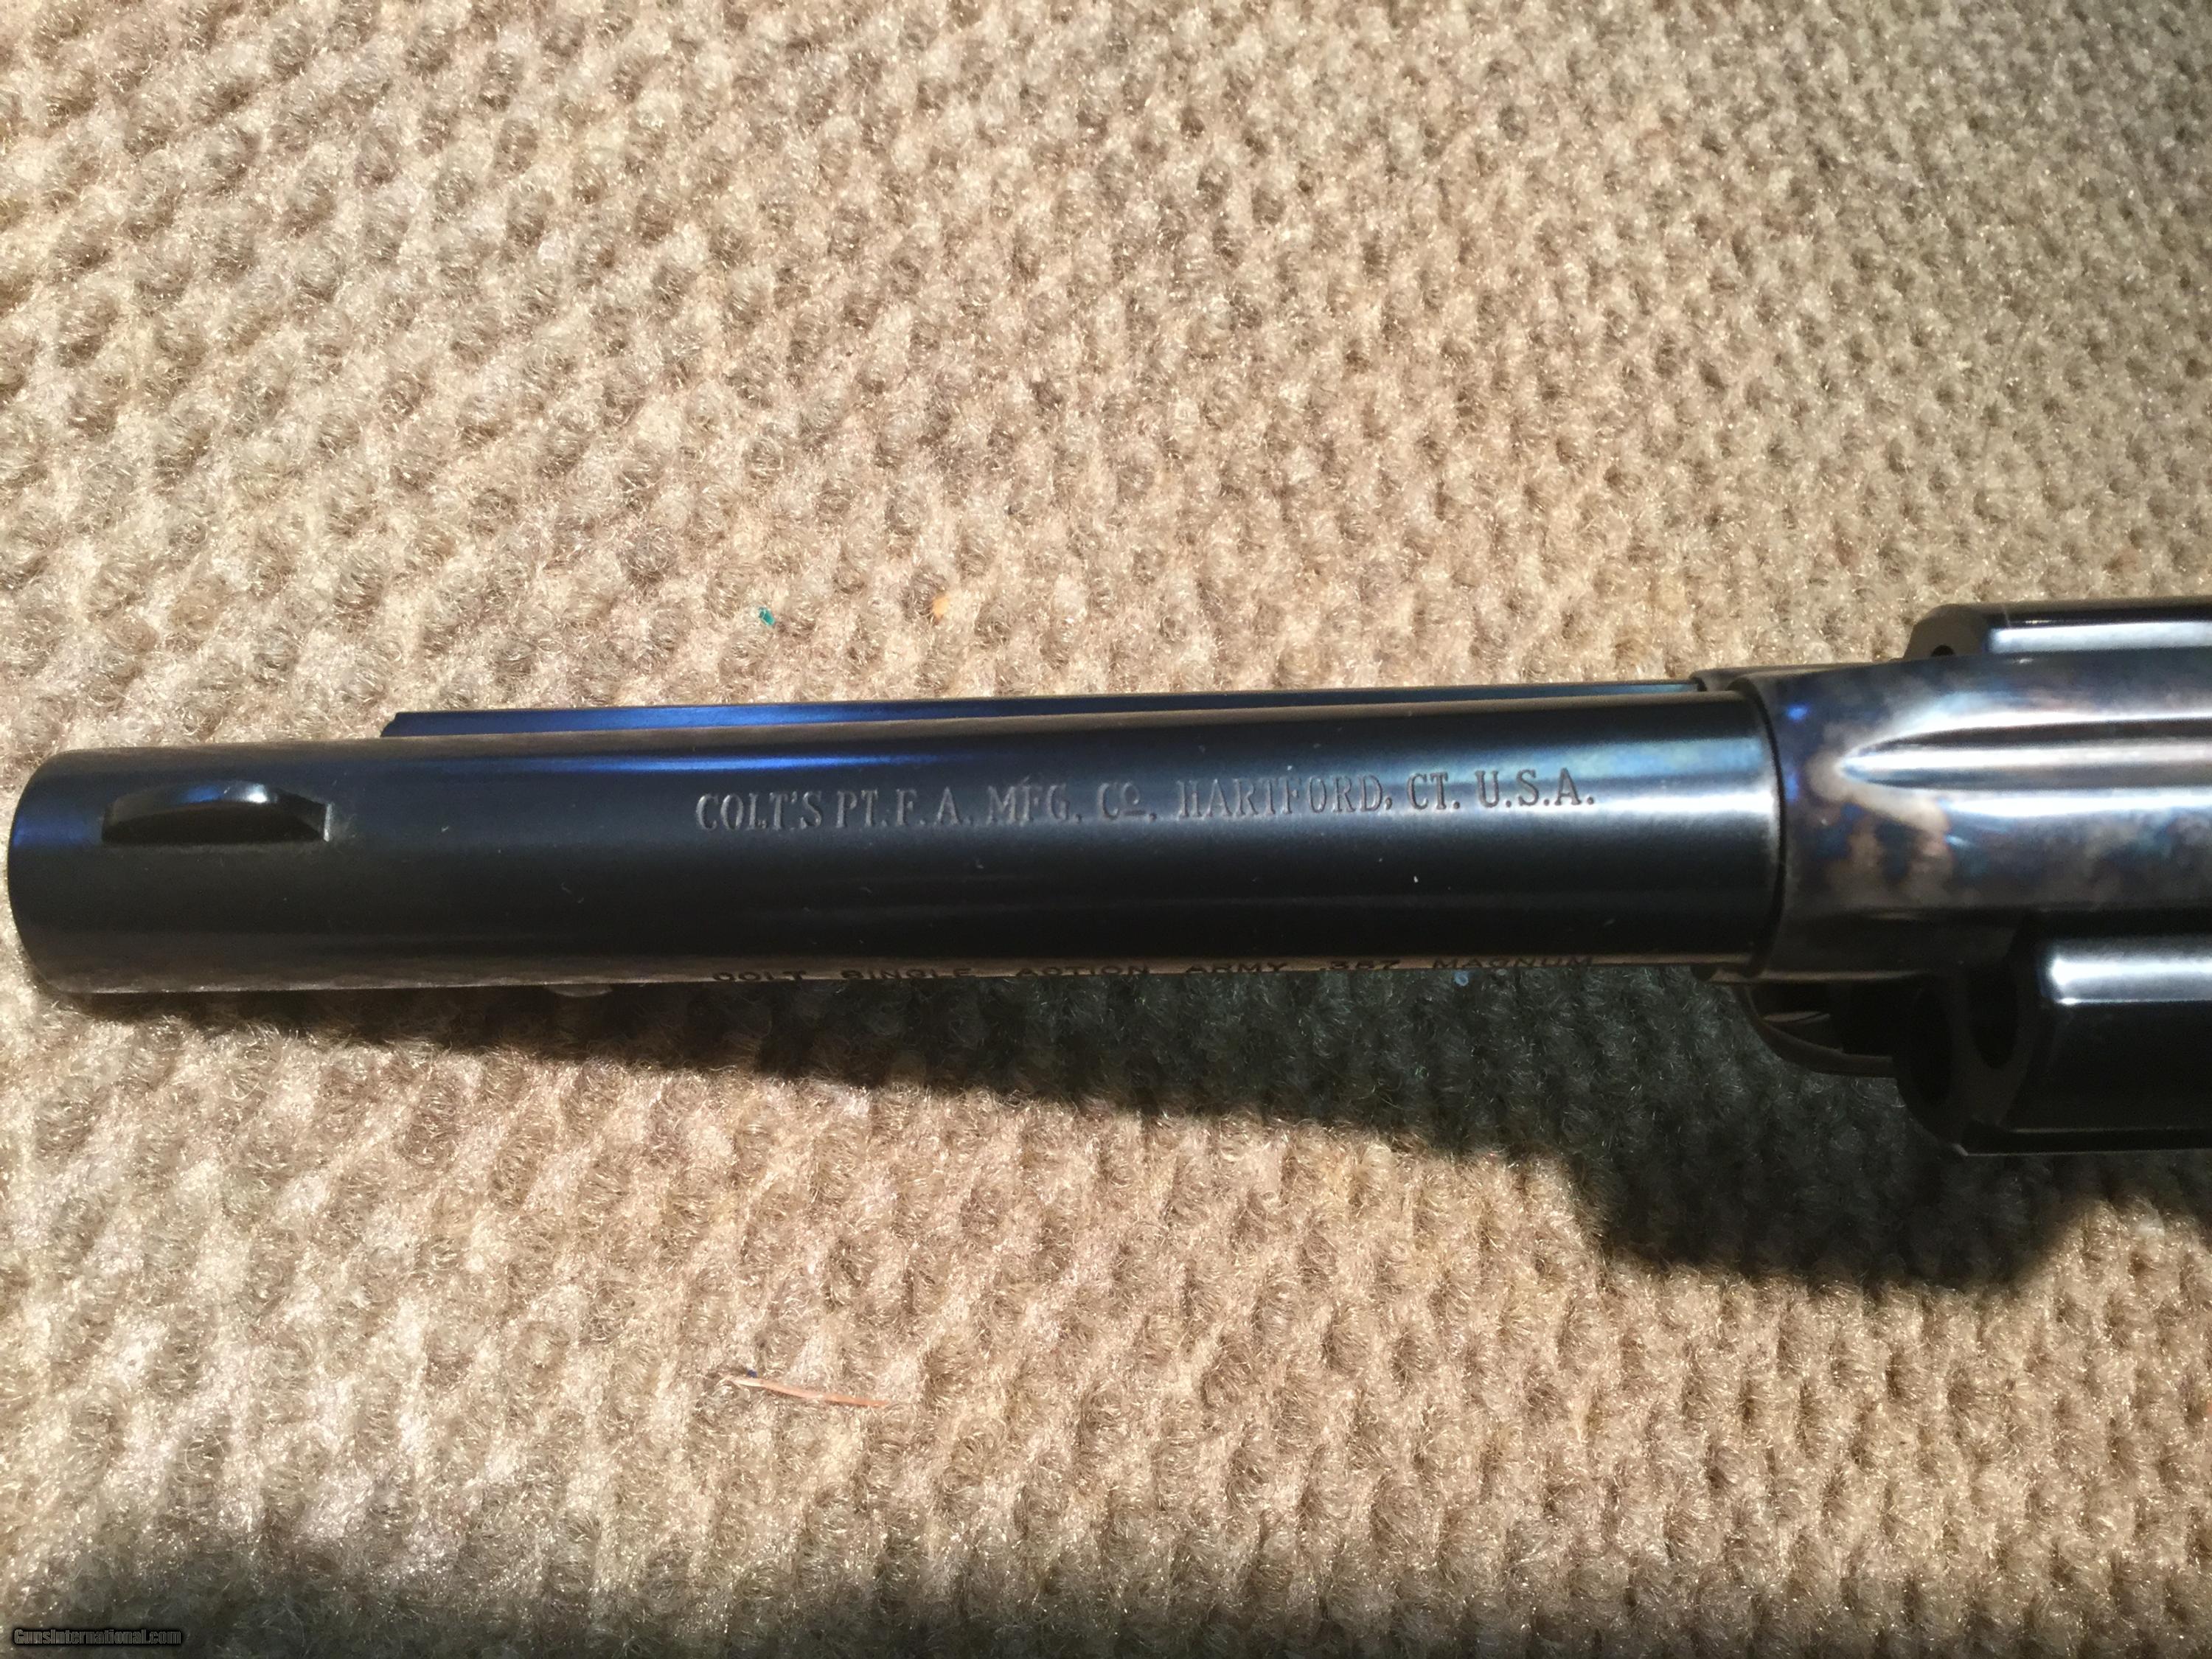 COLT'S PT. F. A. MFG. Co. HARTFORD, CT. U.S.A.
COLT SINGLE ACTION ARMY 357 MAGNUM
GunsInternational.com